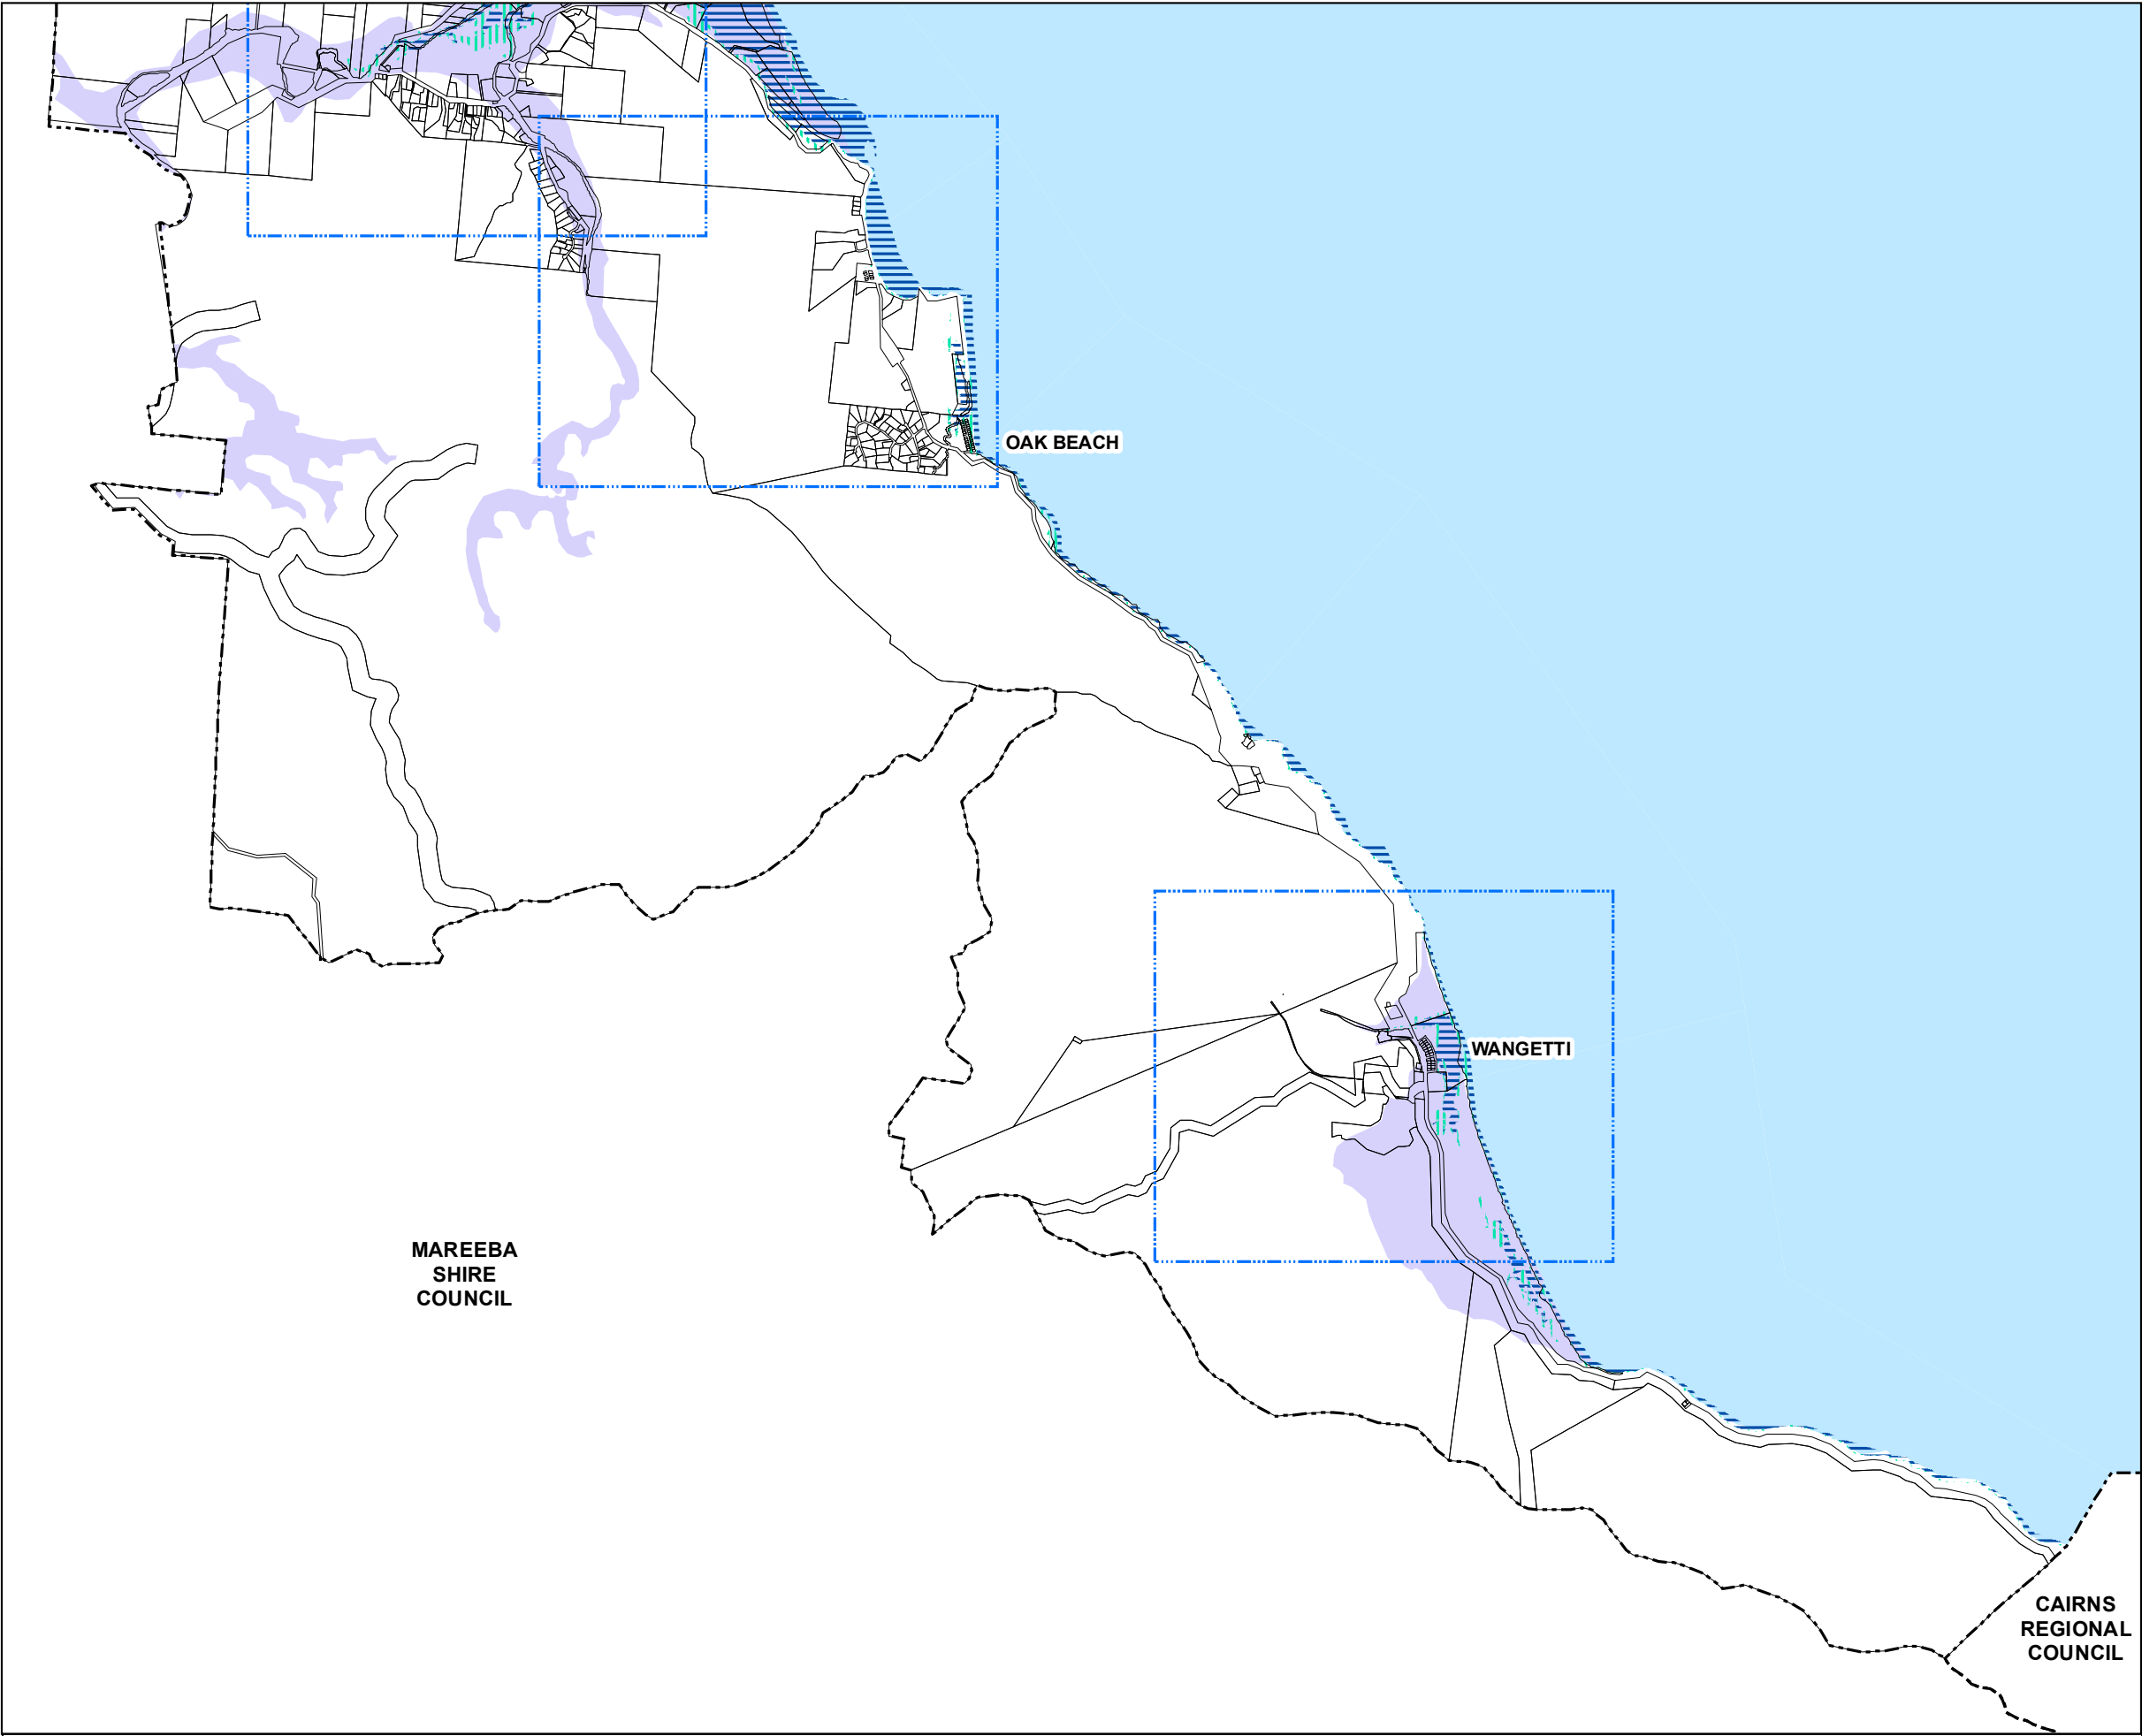 OAK BEACH
WANGETTI
MAREEBA
SHIRE
COUNCIL
CAIRNS
REGIONAL
COUNCIL